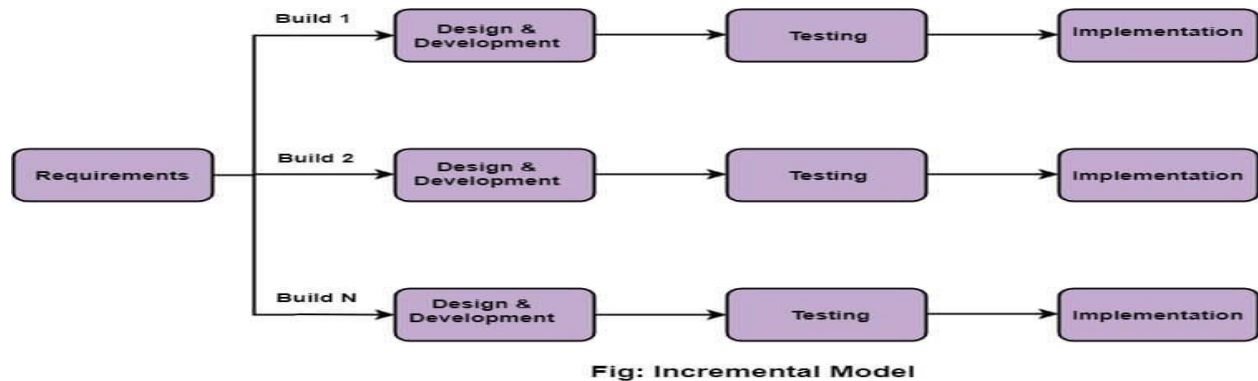 Build 1
Design &
Development
Testing
Implementation
Requirements
Build 2
Design &
Development
Testing
Implementation
Build N
Design &
Development
Testing
Implementation
Fig: Incremental Model